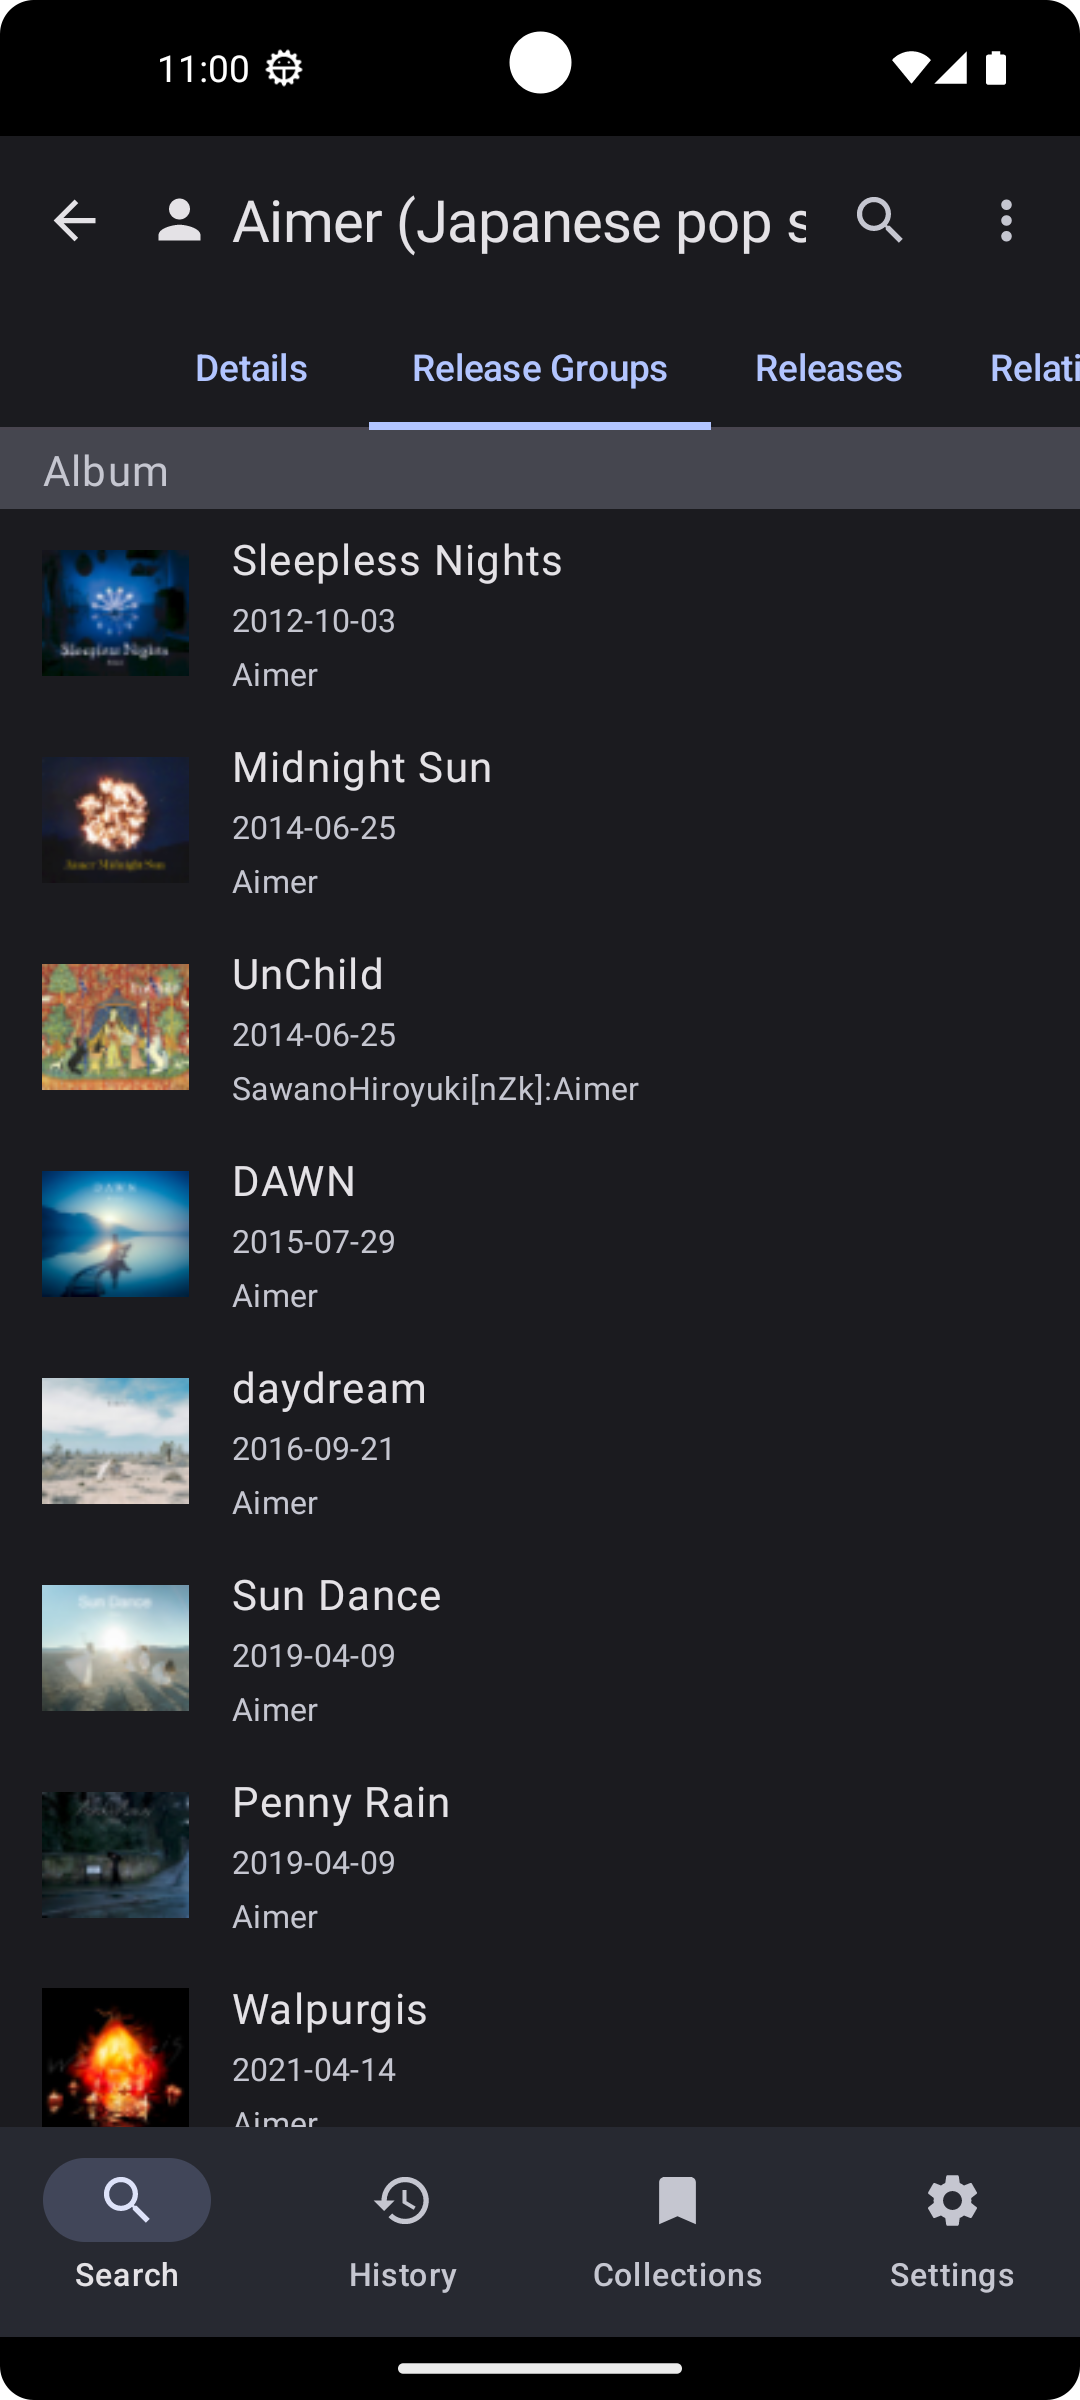 11:00
Aimer (Japanese pop s
Details
Release Groups
Releases
Relati
Album
Sleepless Nights
2012-10-03
Aimer
Midnight Sun
2014-06-25
Aimer
UnChild
2014-06-25
SawanoHiroyuki[nZk]:Aimer
DAWN
2015-07-29
Aimer
daydream
2016-09-21
Aimer
Sun Dance
2019-04-09
Aimer
Penny Rain
2019-04-09
Aimer
Walpurgis
2021-04-14
Aimer
Search
History
Collections
Settings